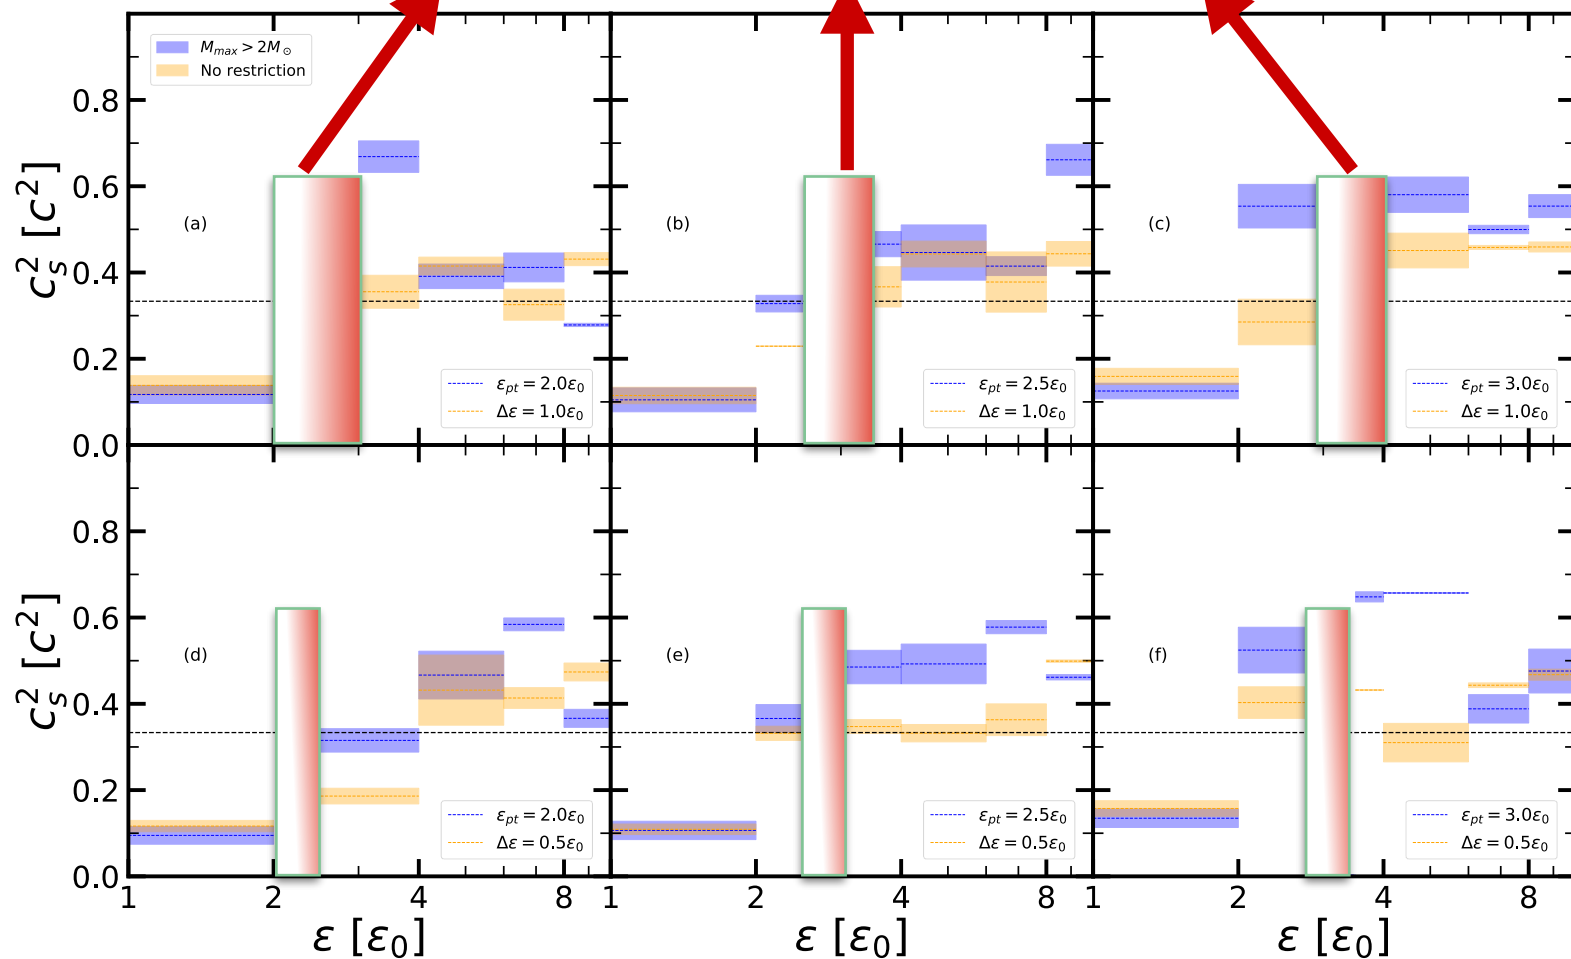 M_max > 2M_⊙
No restriction
0.8
0.6
0.4
0.2
0.0
c_s^2 [c^2]
(a)
ε_pt = 2.0ε_0
Δε = 1.0ε_0
(b)
ε_pt = 2.5ε_0
Δε = 1.0ε_0
(c)
ε_pt = 3.0ε_0
Δε = 1.0ε_0
0.8
0.6
0.4
0.2
0.0
c_s^2 [c^2]
(d)
ε_pt = 2.0ε_0
Δε = 0.5ε_0
(e)
ε_pt = 2.5ε_0
Δε = 0.5ε_0
(f)
ε_pt = 3.0ε_0
Δε = 0.5ε_0
1 2 4 8 1 2 4 8 1 2 4 8
ε [ε_0] ε [ε_0] ε [ε_0]